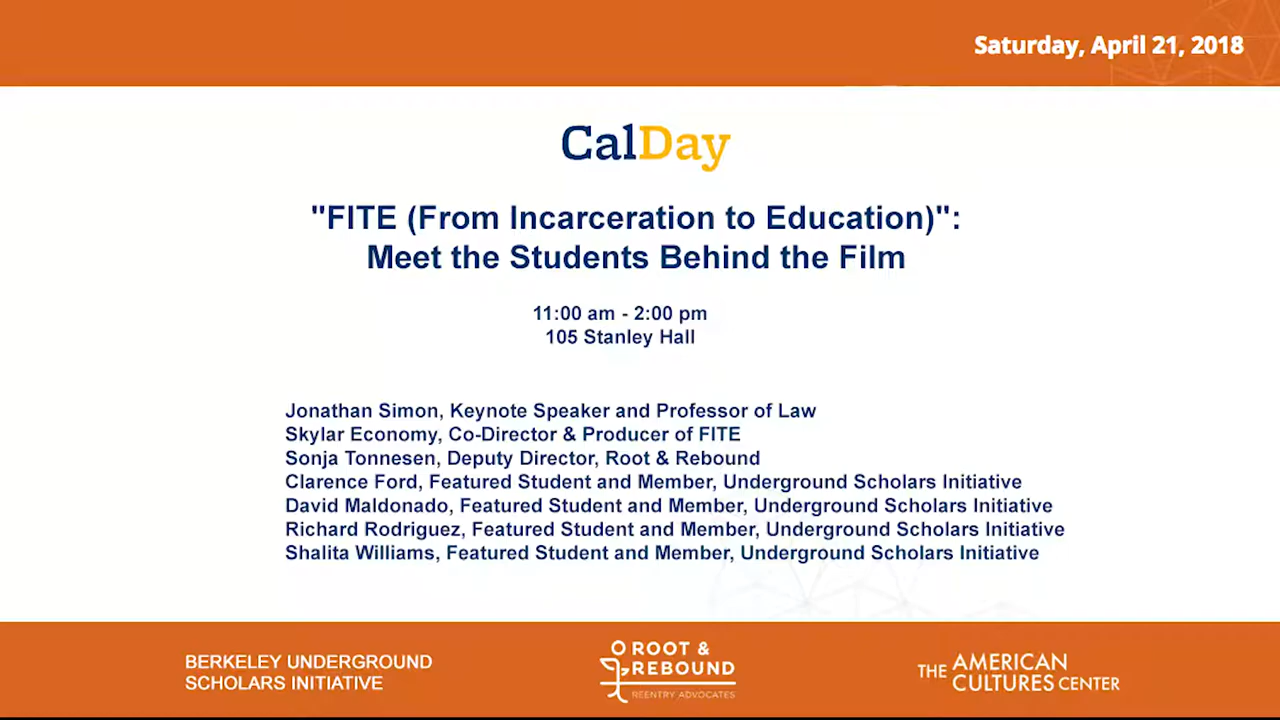 Saturday, April 21, 2018
CalDay
"FITE (From Incarceration to Education)":
Meet the Students Behind the Film
11:00 am - 2:00 pm
105 Stanley Hall
Jonathan Simon, Keynote Speaker and Professor of Law
Skylar Economy, Co-Director & Producer of FITE
Sonja Tonnesen, Deputy Director, Root & Rebound
Clarence Ford, Featured Student and Member, Underground Scholars Initiative
David Maldonado, Featured Student and Member, Underground Scholars Initiative
Richard Rodriguez, Featured Student and Member, Underground Scholars Initiative
Shalita Williams, Featured Student and Member, Underground Scholars Initiative
BERKELEY UNDERGROUND
SCHOLARS INITIATIVE
ROOT &
REBOUND
REENTRY ADVOCATES
THE AMERICAN
CULTURES CENTER